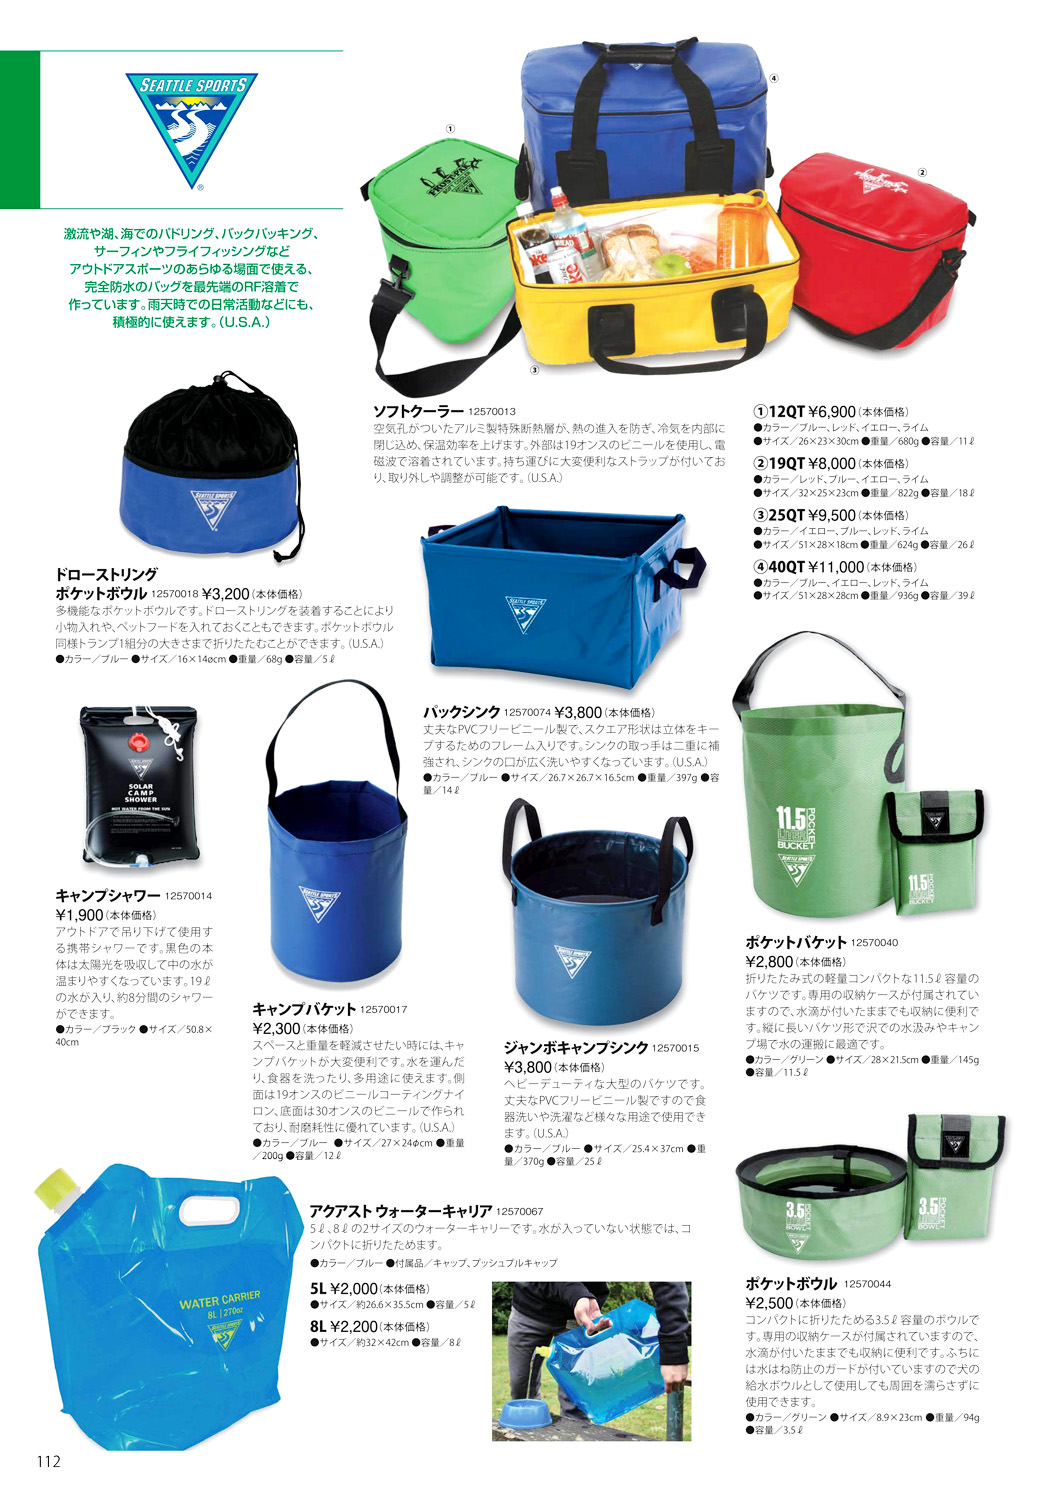 SEATTLE SPORTS
®
激流や湖、海でのパドリング、バックパッキング、
サーフィンやフライフィッシングなど
アウトドアスポーツのあらゆる場面で使える、
完全防水のバッグを最先端のRF溶着で
作っています。雨天時での日常活動などにも、
積極的に使えます。（U.S.A.）
①
②
③
④
ソフトクーラー 12570013
空気孔がついたアルミ製特殊断熱層が、熱の進入を防ぎ、冷気を内部に
閉じ込め、保温効率を上げます。外部は19オンスのビニールを使用し、電
磁波で溶着されています。持ち運びに大変便利なストラップが付いてお
り、取り外しや調整が可能です。（U.S.A.）
①12QT ¥6,900（本体価格）
●カラー／ブルー、レッド、イエロー、ライム
●サイズ／26×23×30cm ●重量／680g ●容量／11ℓ
②19QT ¥8,000（本体価格）
●カラー／レッド、ブルー、イエロー、ライム
●サイズ／32×25×23cm ●重量／822g ●容量／18ℓ
③25QT ¥9,500（本体価格）
●カラー／イエロー、ブルー、レッド、ライム
●サイズ／51×28×18cm ●重量／624g ●容量／26ℓ
④40QT ¥11,000（本体価格）
●カラー／ブルー、イエロー、レッド、ライム
●サイズ／51×28×28cm ●重量／936g ●容量／39ℓ
SEATTLE SPORTS
ドローストリング
ポケットボウル 12570018 ¥3,200（本体価格）
多機能なポケットボウルです。ドローストリングを装着することにより
小物入れや、ペットフードを入れておくこともできます。ポケットボウル
同様トランプ1組分の大きさまで折りたたむことができます。（U.S.A.）
●カラー／ブルー ●サイズ／16×14øcm ●重量／68g ●容量／5ℓ
SEATTLE SPORTS
パックシンク 12570074 ¥3,800（本体価格）
丈夫なPVCフリービニール製で、スクエア形状は立体をキー
プするためのフレーム入りです。シンクの取っ手は二重に補
強され、シンクの口が広く洗いやすくなっています。（U.S.A.）
●カラー／ブルー ●サイズ／26.7×26.7×16.5cm ●重量／397g ●容
量／14ℓ
SOLAR
CAMP
SHOWER
HOT WATER FROM THE SUN
キャンプシャワー 12570014
¥1,900（本体価格）
アウトドアで吊り下げて使用す
る携帯シャワーです。黒色の本
体は太陽光を吸収して中の水が
温まりやすくなっています。19ℓ
の水が入り、約8分間のシャワー
ができます。
●カラー／ブラック ●サイズ／50.8×
40cm
SEATTLE SPORTS
キャンプバケット 12570017
¥2,300（本体価格）
スペースと重量を軽減させたい時には、キャ
ンプバケットが大変便利です。水を運んだ
り、食器を洗ったり、多用途に使えます。側
面は19オンスのビニールコーティングナイ
ロン、底面は30オンスのビニールで作られ
ており、耐磨耗性に優れています。（U.S.A.）
●カラー／ブルー ●サイズ／27×24φcm ●重量
／200g ●容量／12ℓ
SEATTLE SPORTS
ジャンボキャンプシンク 12570015
¥3,800（本体価格）
ヘビーデューティな大型のバケツです。
丈夫なPVCフリービニール製ですので食
器洗いや洗濯など様々な用途で使用でき
ます。（U.S.A.）
●カラー／ブルー ●サイズ／25.4×37cm ●重
量／370g ●容量／25ℓ
11.5
LITER
POCKET
BUCKET
SEATTLE SPORTS
11.5
LITER
POCKET
BUCKET
ポケットバケット 12570040
¥2,800（本体価格）
折りたたみ式の軽量コンパクトな11.5ℓ容量の
バケツです。専用の収納ケースが付属されてい
ますので、水滴が付いたままでも収納に便利で
す。縦に長いバケツ形で沢での水汲みやキャン
プ場で水の運搬に最適です。
●カラー／グリーン ●サイズ／28×21.5cm ●重量／145g
●容量／11.5ℓ
WATER CARRIER
8L | 270oz
SEATTLE SPORTS
アクアスト ウォーターキャリア 12570067
5ℓ、8ℓの2サイズのウォーターキャリーです。水が入っていない状態では、コ
ンパクトに折りたためます。
●カラー／ブルー ●付属品／キャップ、プッシュプルキャップ
5L ¥2,000（本体価格）
●サイズ／約26.6×35.5cm ●容量／5ℓ
8L ¥2,200（本体価格）
●サイズ／約32×42cm ●容量／8ℓ
3.5
LITER
POCKET
BOWL
3.5
LITER
POCKET
BOWL
ポケットボウル 12570044
¥2,500（本体価格）
コンパクトに折りたためる3.5ℓ容量のボウルで
す。専用の収納ケースが付属されていますので、
水滴が付いたままでも収納に便利です。ふちに
は水はね防止のガードが付いていますので犬の
給水ボウルとして使用しても周囲を濡らさずに
使用できます。
●カラー／グリーン ●サイズ／8.9×23cm ●重量／94g
●容量／3.5ℓ
112